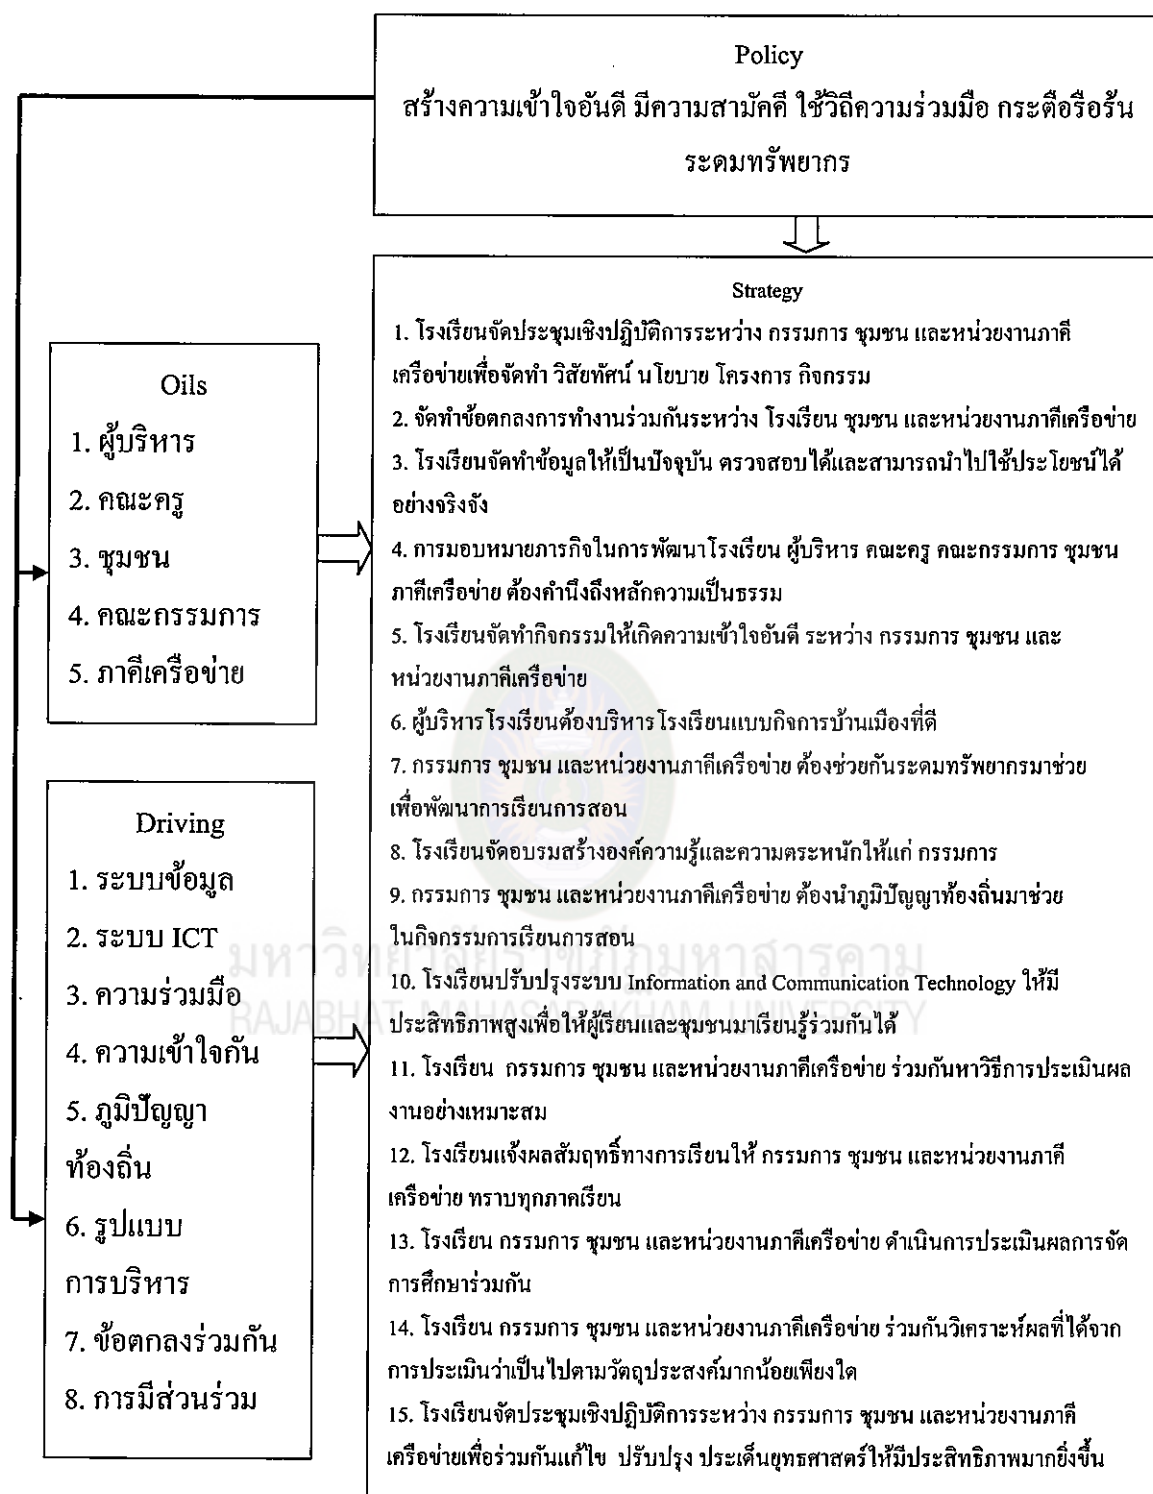 Policy
สร้างความเข้าใจอันดี มีความสามัคคี ใช้วิถีความร่วมมือ กระตือรือร้น
ระดมทรัพยากร
Oils
1. ผู้บริหาร
2. คณะครู
3. ชุมชน
4. คณะกรรมการ
5. ภาคีเครือข่าย
Driving
1. ระบบข้อมูล
2. ระบบ ICT
3. ความร่วมมือ
4. ความเข้าใจกัน
5. ภูมิปัญญา
ท้องถิ่น
6. รูปแบบ
การบริหาร
7. ข้อตกลงร่วมกัน
8. การมีส่วนร่วม
Strategy
1. โรงเรียนจัดประชุมเชิงปฏิบัติการระหว่าง กรรมการ ชุมชน และหน่วยงานภาคี
เครือข่ายเพื่อจัดทำ วิสัยทัศน์ นโยบาย โครงการ กิจกรรม
2. จัดทำข้อตกลงการทำงานร่วมกันระหว่าง โรงเรียน ชุมชน และหน่วยงานภาคีเครือข่าย
3. โรงเรียนจัดทำข้อมูลให้เป็นปัจจุบัน ตรวจสอบได้และสามารถนำไปใช้ประโยชน์ได้
อย่างจริงจัง
4. การมอบหมายภารกิจในการพัฒนาโรงเรียน ผู้บริหาร คณะครู คณะกรรมการ ชุมชน
ภาคีเครือข่าย ต้องคำนึงถึงหลักความเป็นธรรม
5. โรงเรียนจัดทำกิจกรรมให้เกิดความเข้าใจอันดี ระหว่าง กรรมการ ชุมชน และ
หน่วยงานภาคีเครือข่าย
6. ผู้บริหารโรงเรียนต้องบริหารโรงเรียนแบบกิจการบ้านเมืองที่ดี
7. กรรมการ ชุมชน และหน่วยงานภาคีเครือข่าย ต้องช่วยกันระดมทรัพยากรมาช่วย
เพื่อพัฒนาการเรียนการสอน
8. โรงเรียนจัดอบรมสร้างองค์ความรู้และความตระหนักให้แก่ กรรมการ
9. กรรมการ ชุมชน และหน่วยงานภาคีเครือข่าย ต้องนำภูมิปัญญาท้องถิ่นมาช่วย
ในกิจกรรมการเรียนการสอน
10. โรงเรียนปรับปรุงระบบ Information and Communication Technology ให้มี
ประสิทธิภาพสูงเพื่อให้ผู้เรียนและชุมชนมาเรียนรู้ร่วมกันได้
11. โรงเรียน กรรมการ ชุมชน และหน่วยงานภาคีเครือข่าย ร่วมกันหาวิธีการประเมินผล
งานอย่างเหมาะสม
12. โรงเรียนแจ้งผลสัมฤทธิ์ทางการเรียนให้ กรรมการ ชุมชน และหน่วยงานภาคี
เครือข่าย ทราบทุกภาคเรียน
13. โรงเรียน กรรมการ ชุมชน และหน่วยงานภาคีเครือข่าย ดำเนินการประเมินผลการจัด
การศึกษาร่วมกัน
14. โรงเรียน กรรมการ ชุมชน และหน่วยงานภาคีเครือข่าย ร่วมกันวิเคราะห์ผลที่ได้จาก
การประเมินว่าเป็นไปตามวัตถุประสงค์มากน้อยเพียงใด
15. โรงเรียนจัดประชุมเชิงปฏิบัติการระหว่าง กรรมการ ชุมชน และหน่วยงานภาคี
เครือข่ายเพื่อร่วมกันแก้ไข ปรับปรุง ประเด็นยุทธศาสตร์ให้มีประสิทธิภาพมากยิ่งขึ้น
มหาวิทยาลัยราชภัฏมหาสารคาม
RAJABHAT MAHASARAKHAM UNIVERSITY